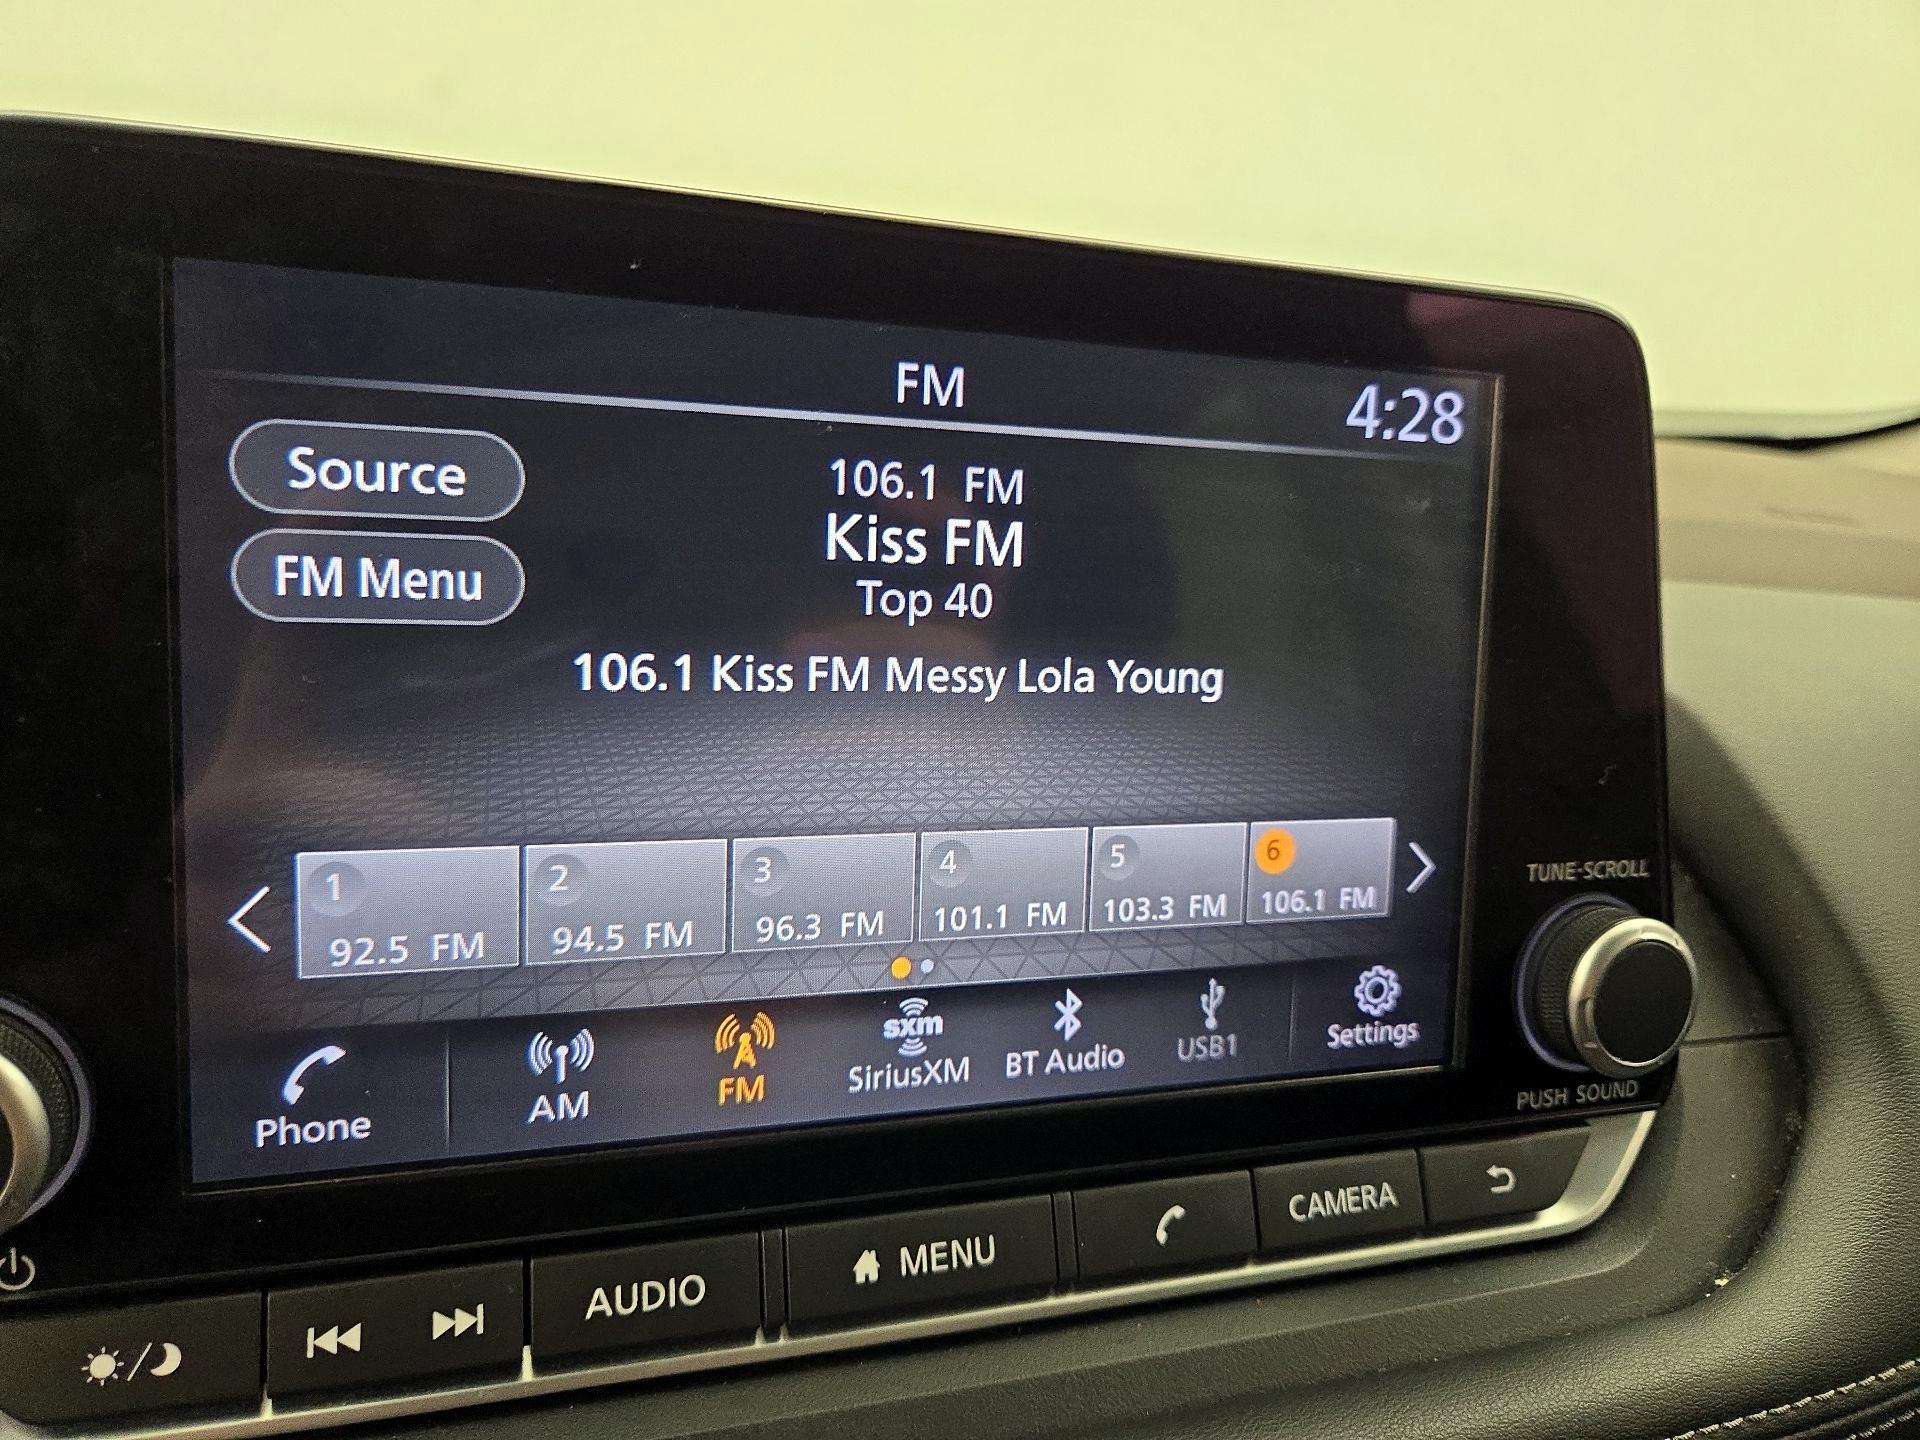 FM
4:28
Source
106.1 FM
Kiss FM
FM Menu
Top 40
106.1 Kiss FM Messy Lola Young
1
2
3
4
5
6
92.5 FM
94.5 FM
96.3 FM
101.1 FM
103.3 FM
106.1 FM
TUNE-SCROLL
Phone
AM
FM
sxm
SiriusXM
BT Audio
USB1
Settings
PUSH SOUND
AUDIO
MENU
CAMERA